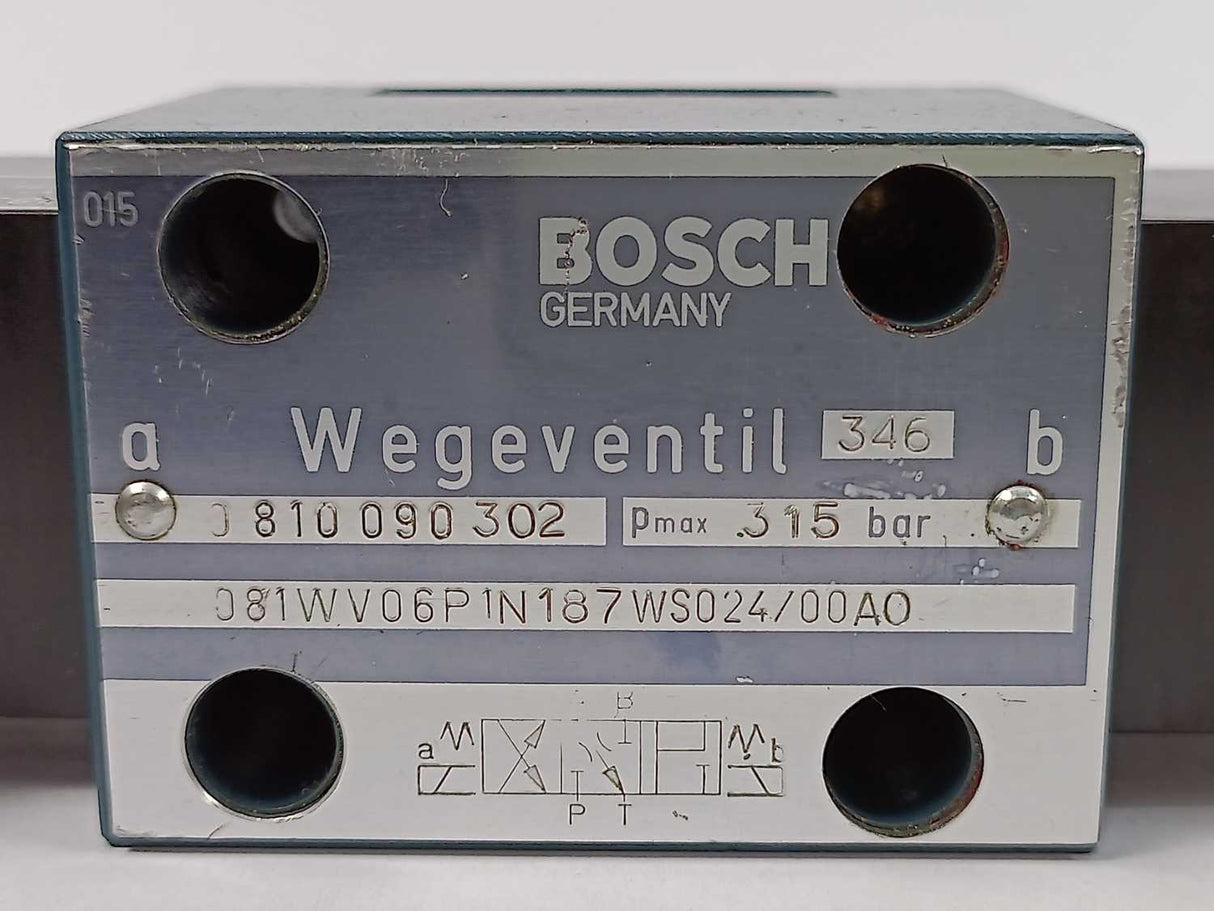 015
BOSCH
GERMANY
a Wegeventil 346 b
0 810 090 302 pmax 315 bar
081WV06P1N187WS024/00A0
B
a b
P T